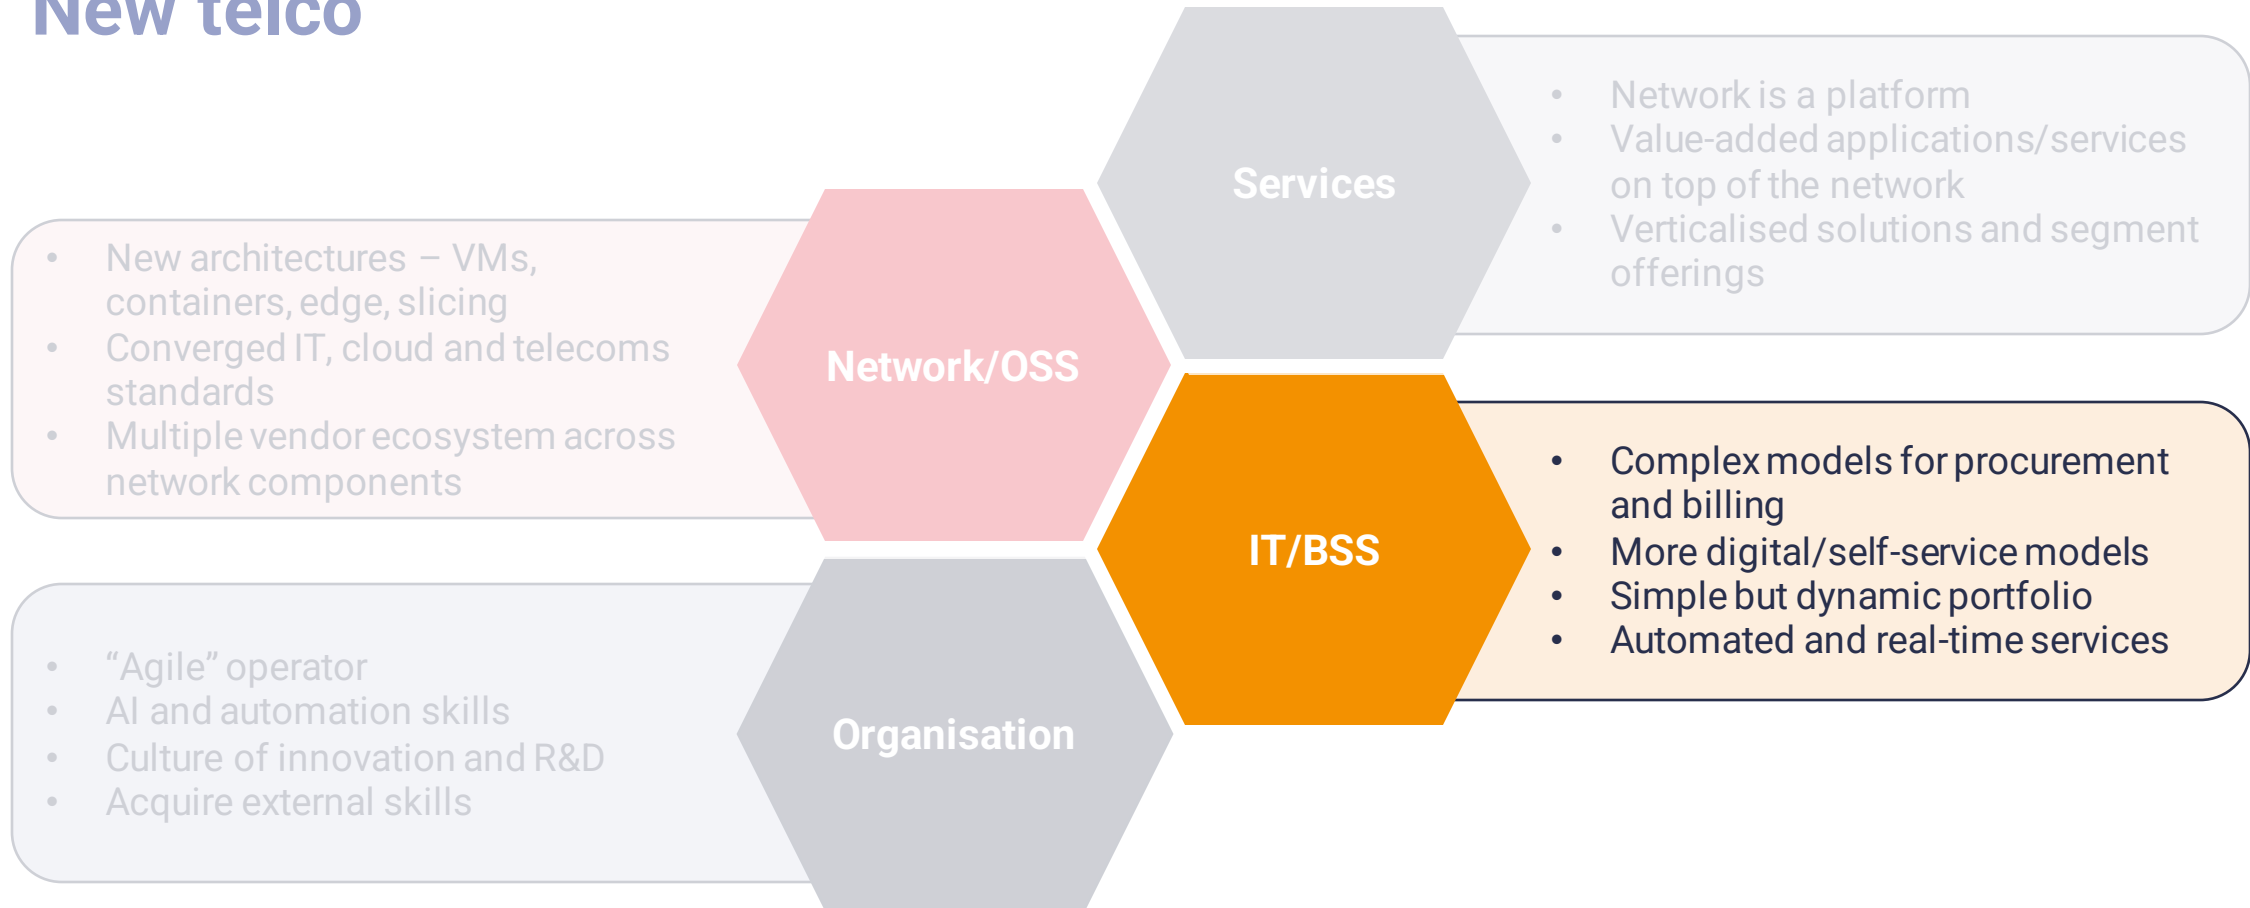 New telco
Services
• Network is a platform
• Value-added applications/services
on top of the network
• Verticalised solutions and segment
offerings
• New architectures – VMs,
containers, edge, slicing
• Converged IT, cloud and telecoms
standards
• Multiple vendor ecosystem across
network components
Network/OSS
IT/BSS
• Complex models for procurement
and billing
• More digital/self-service models
• Simple but dynamic portfolio
• Automated and real-time services
• “Agile” operator
• AI and automation skills
• Culture of innovation and R&D
• Acquire external skills
Organisation